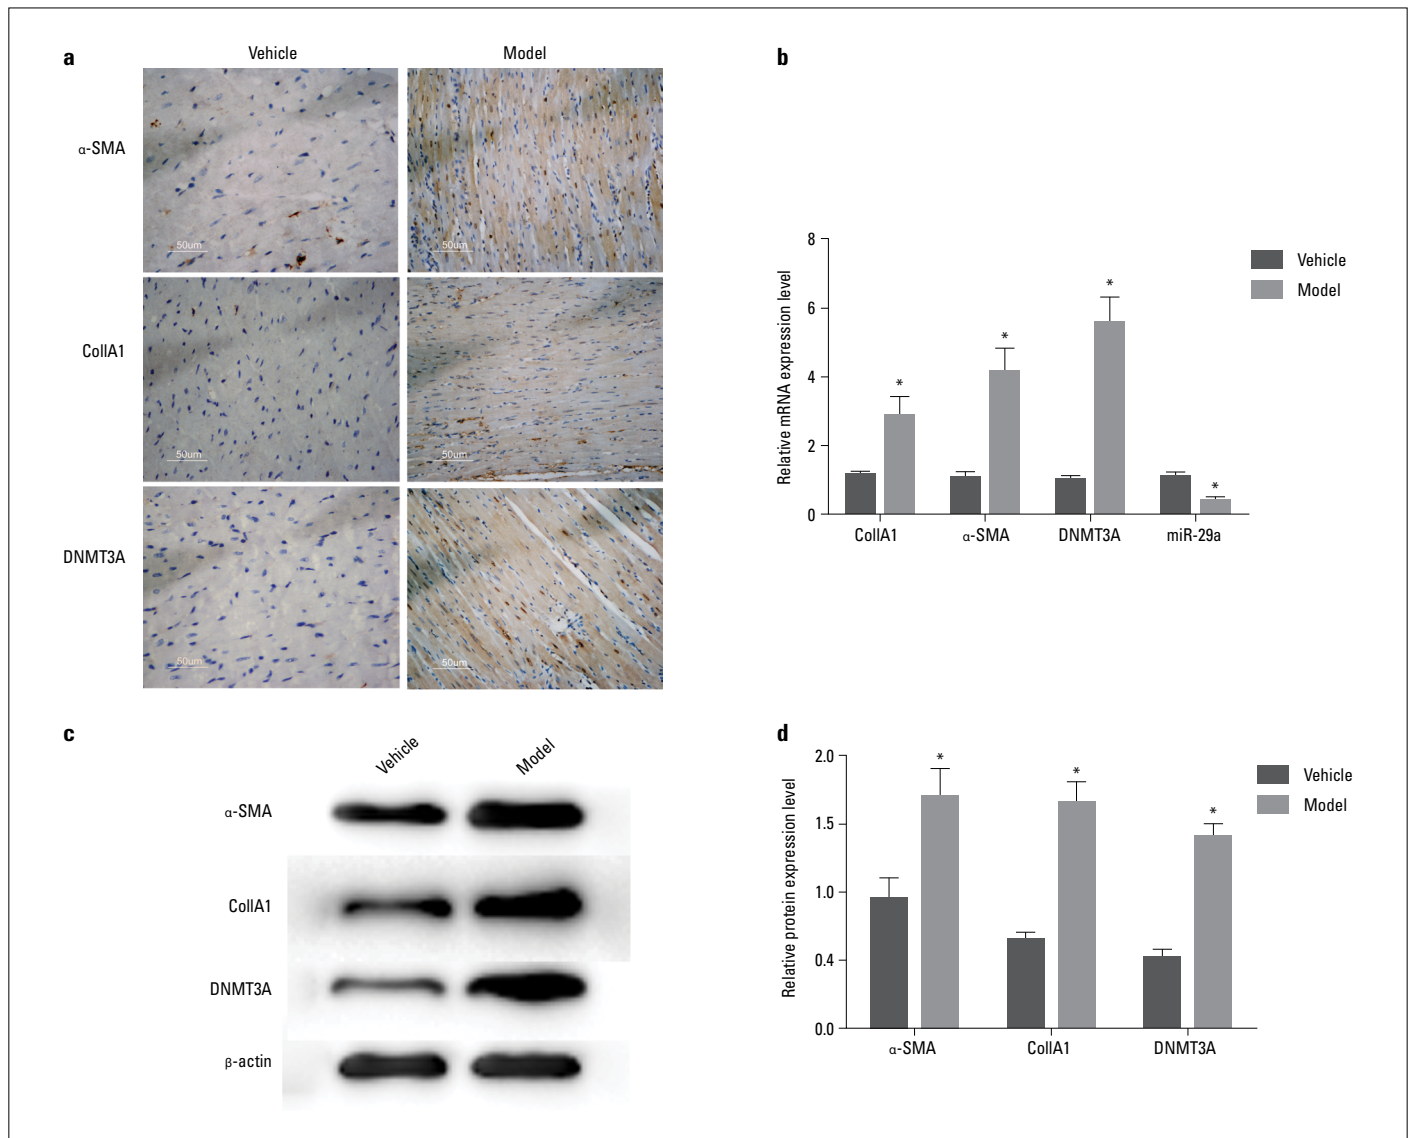 a
Vehicle
Model
α-SMA
50um
50um
CollA1
50um
50um
DNMT3A
50um
50um
b
Relative mRNA expression level
8
6
4
2
0
*
*
*
*
CollA1
α-SMA
DNMT3A
miR-29a
Vehicle
Model
c
Vehicle
Model
α-SMA
CollA1
DNMT3A
β-actin
d
Relative protein expression level
2.0
1.5
1.0
0.4
0.0
*
*
*
α-SMA
CollA1
DNMT3A
Vehicle
Model